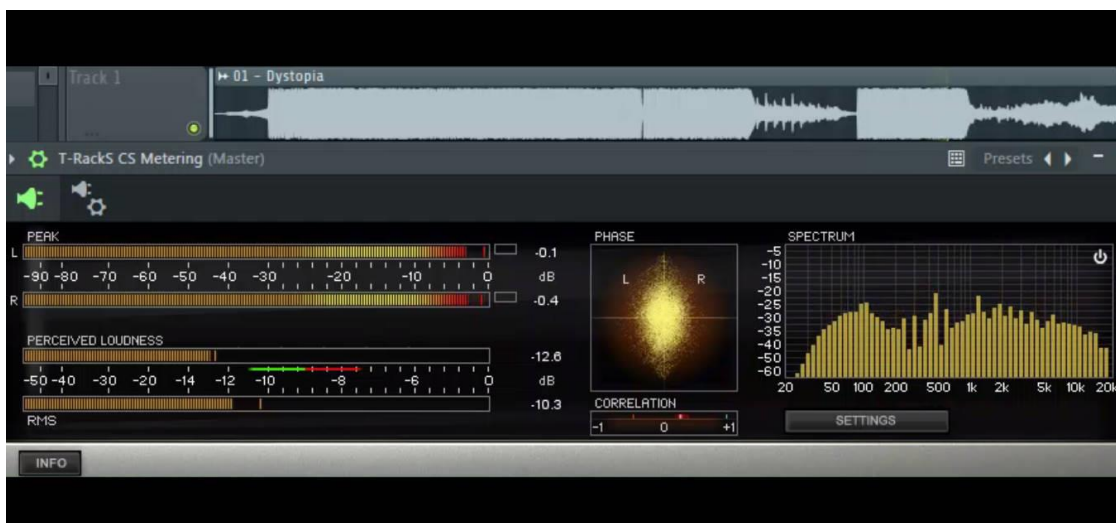 Track 1
01 - Dystopia
T-RackS CS Metering (Master)
Presets
PEAK
L
-0.1
-90 -80 -70 -60 -50 -40 -30 -20 -10 0
dB
R
-0.4
PERCEIVED LOUDNESS
-12.6
-50 -40 -30 -20 -14 -12 -10 -8 -6 0
dB
-10.3
RMS
PHASE
L R
CORRELATION
-1 0 +1
SPECTRUM
-5
-10
-15
-20
-25
-30
-35
-40
-50
-60
20 50 100 200 500 1k 2k 5k 10k 20k
SETTINGS
INFO